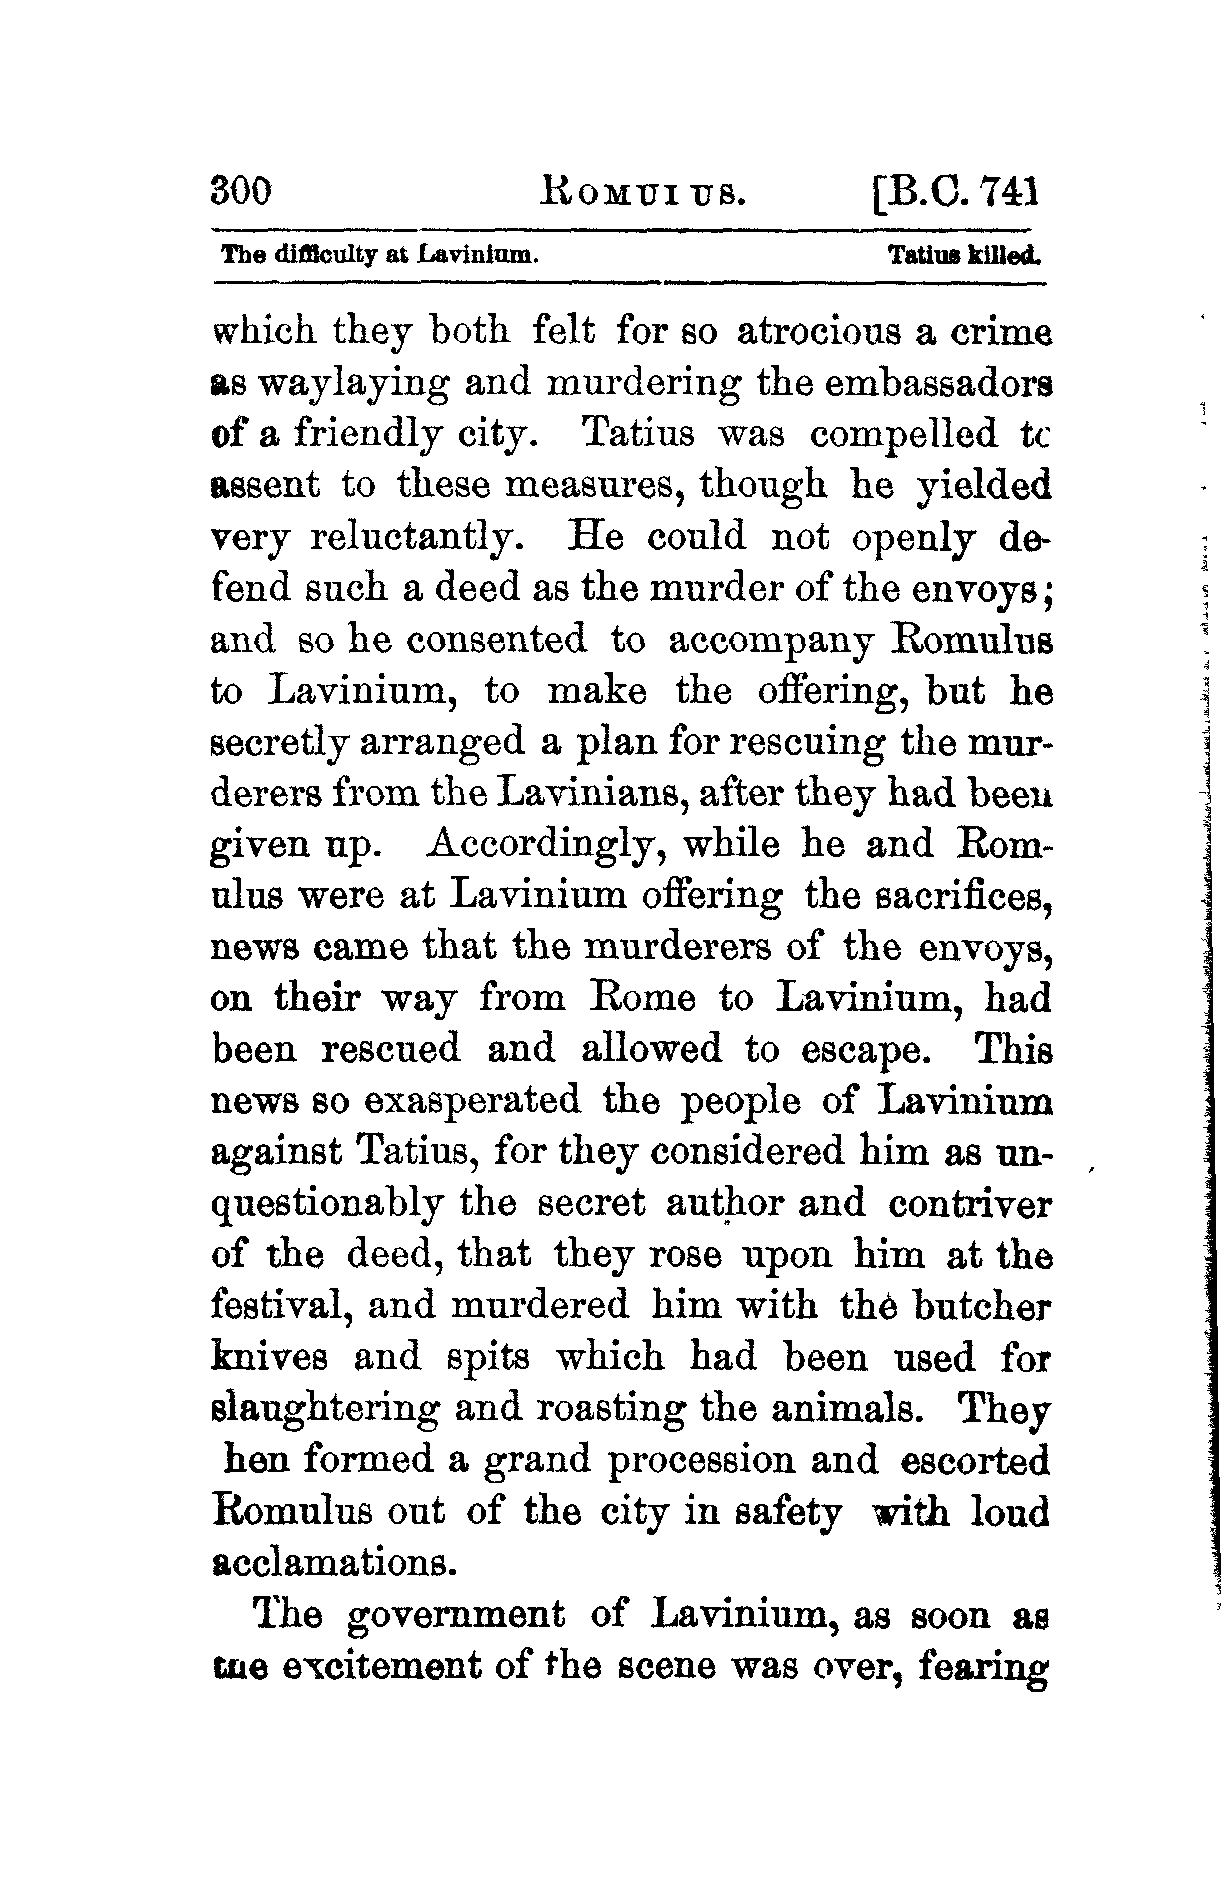 300 ROMULUS. [B.C. 741
The difficulty at Lavinium. Tatius killed.
which they both felt for so atrocious a crime
as waylaying and murdering the embassadors
of a friendly city. Tatius was compelled to
assent to these measures, though he yielded
very reluctantly. He could not openly de-
fend such a deed as the murder of the envoys;
and so he consented to accompany Romulus
to Lavinium, to make the offering, but he
secretly arranged a plan for rescuing the mur-
derers from the Lavinians, after they had been
given up. Accordingly, while he and Rom-
ulus were at Lavinium offering the sacrifices,
news came that the murderers of the envoys,
on their way from Rome to Lavinium, had
been rescued and allowed to escape. This
news so exasperated the people of Lavinium
against Tatius, for they considered him as un-
questionably the secret author and contriver
of the deed, that they rose upon him at the
festival, and murdered him with the butcher
knives and spits which had been used for
slaughtering and roasting the animals. They
hen formed a grand procession and escorted
Romulus out of the city in safety with loud
acclamations.
The government of Lavinium, as soon as
the excitement of the scene was over, fearing